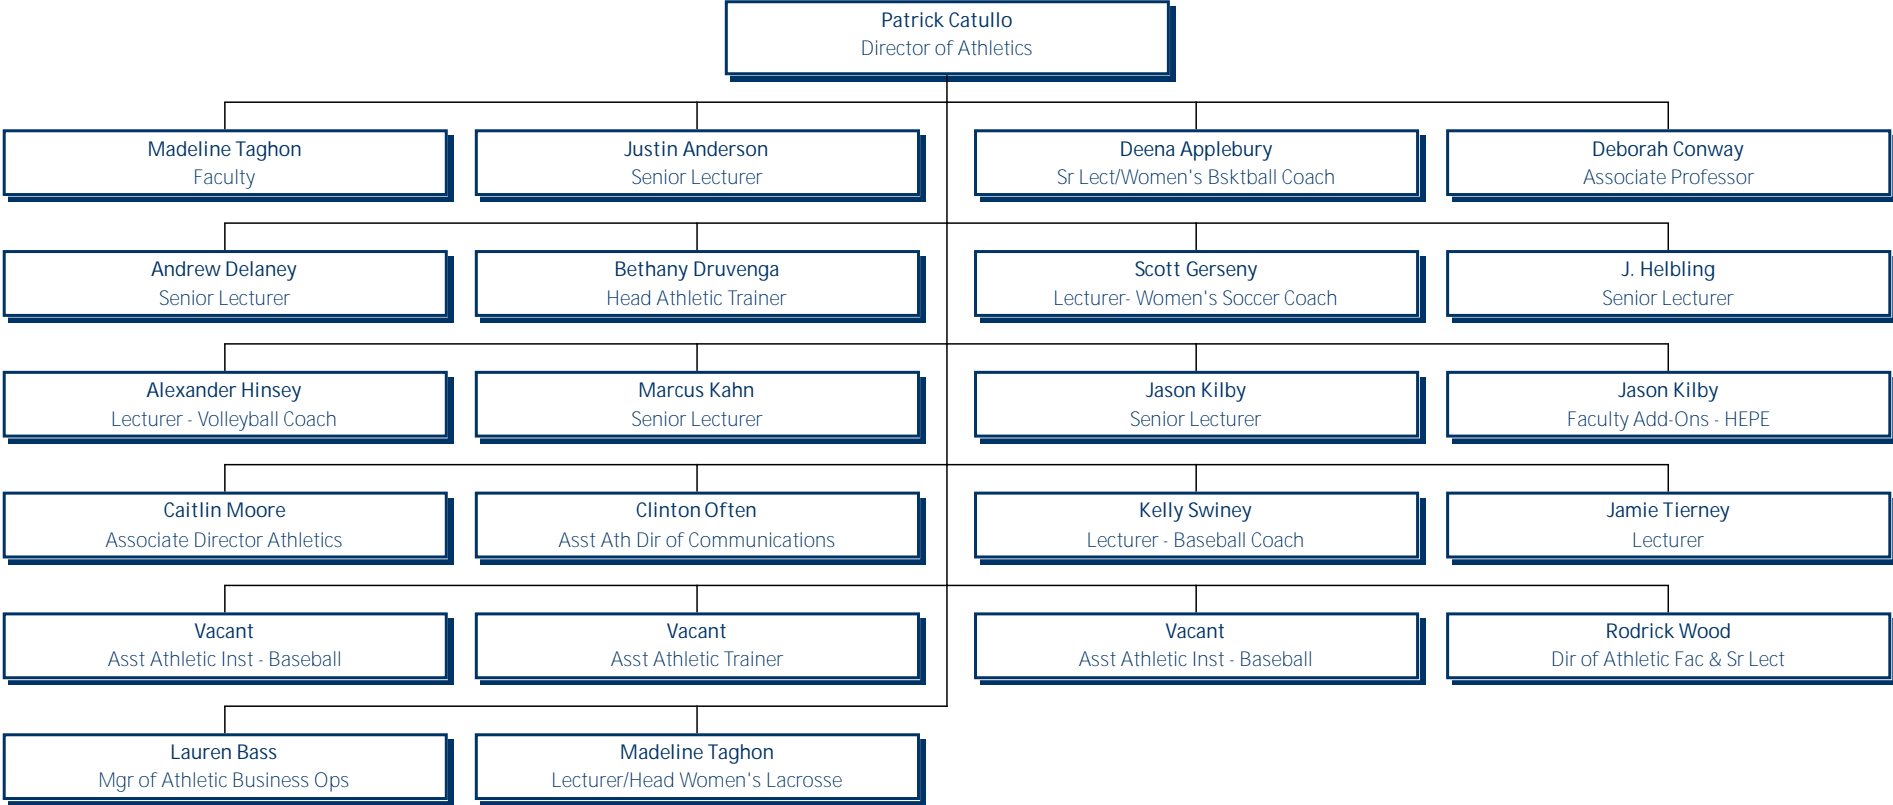 Patrick Catullo
Director of Athletics
Madeline Taghon
Faculty
Justin Anderson
Senior Lecturer
Deena Applebury
Sr Lect/Women's Bsktball Coach
Deborah Conway
Associate Professor
Andrew Delaney
Senior Lecturer
Bethany Druvenga
Head Athletic Trainer
Scott Gerseny
Lecturer- Women's Soccer Coach
J. Helbling
Senior Lecturer
Alexander Hinsey
Lecturer - Volleyball Coach
Marcus Kahn
Senior Lecturer
Jason Kilby
Senior Lecturer
Jason Kilby
Faculty Add-Ons - HEPE
Caitlin Moore
Associate Director Athletics
Clinton Often
Asst Ath Dir of Communications
Kelly Swiney
Lecturer - Baseball Coach
Jamie Tierney
Lecturer
Vacant
Asst Athletic Inst - Baseball
Vacant
Asst Athletic Trainer
Vacant
Asst Athletic Inst - Baseball
Rodrick Wood
Dir of Athletic Fac & Sr Lect
Lauren Bass
Mgr of Athletic Business Ops
Madeline Taghon
Lecturer/Head Women's Lacrosse